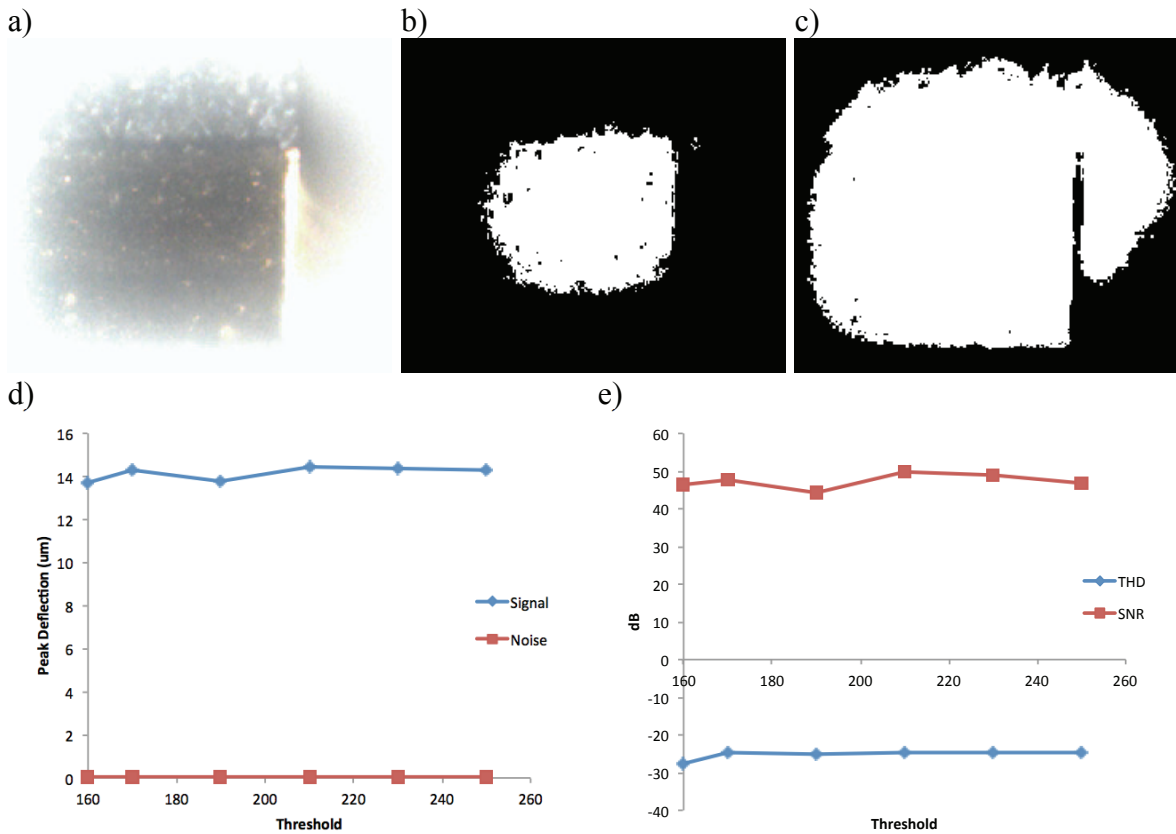 a)
b)
c)
d)
e)
16
14
12
10
8
6
4
2
0
160 180 200 220 240 260
Peak Deflection (um)
Threshold
Signal
Noise
60
50
40
30
20
10
0
-10
-20
-30
-40
160 180 200 220 240 260
dB
Threshold
THD
SNR